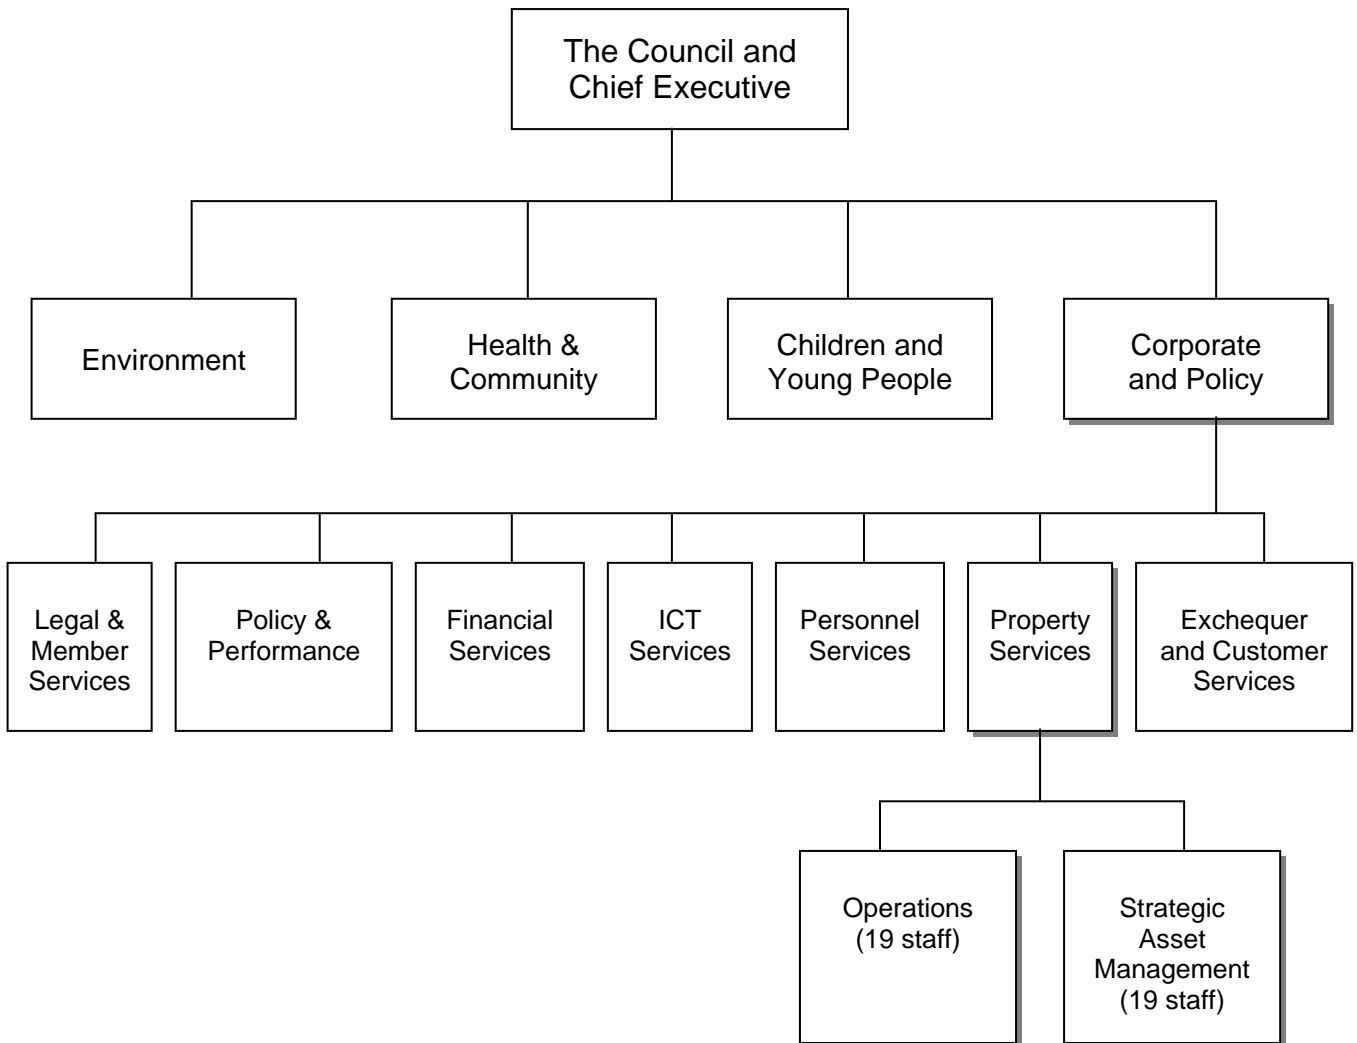 The Council and
Chief Executive
Environment
Health &
Community
Children and
Young People
Corporate
and Policy
Legal &
Member
Services
Policy &
Performance
Financial
Services
ICT
Services
Personnel
Services
Property
Services
Exchequer
and Customer
Services
Operations
(19 staff)
Strategic
Asset
Management
(19 staff)